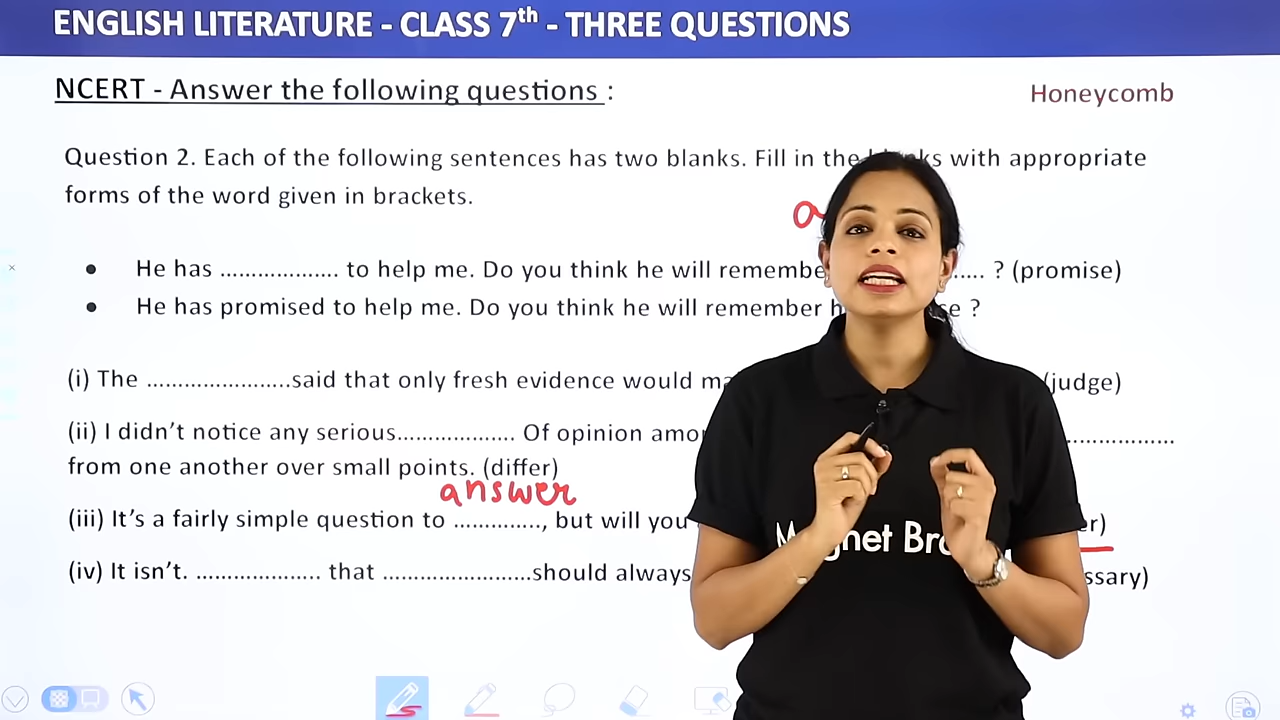 ENGLISH LITERATURE - CLASS 7th - THREE QUESTIONS
NCERT - Answer the following questions :
Honeycomb
Question 2. Each of the following sentences has two blanks. Fill in the with appropriate
forms of the word given in brackets.
He has .................. to help me. Do you think he will ...... ? (promise)
He has promised to help me. Do you think he will remember ?
(i) The ......................said that only fresh evidence would (judge)
(ii) I didn't notice any serious.................. Of opinion .................
from one another over small points. (differ)
answer
(iii) It's a fairly simple question to .............., but will you
(iv) It isn't. ................... that .......................should always